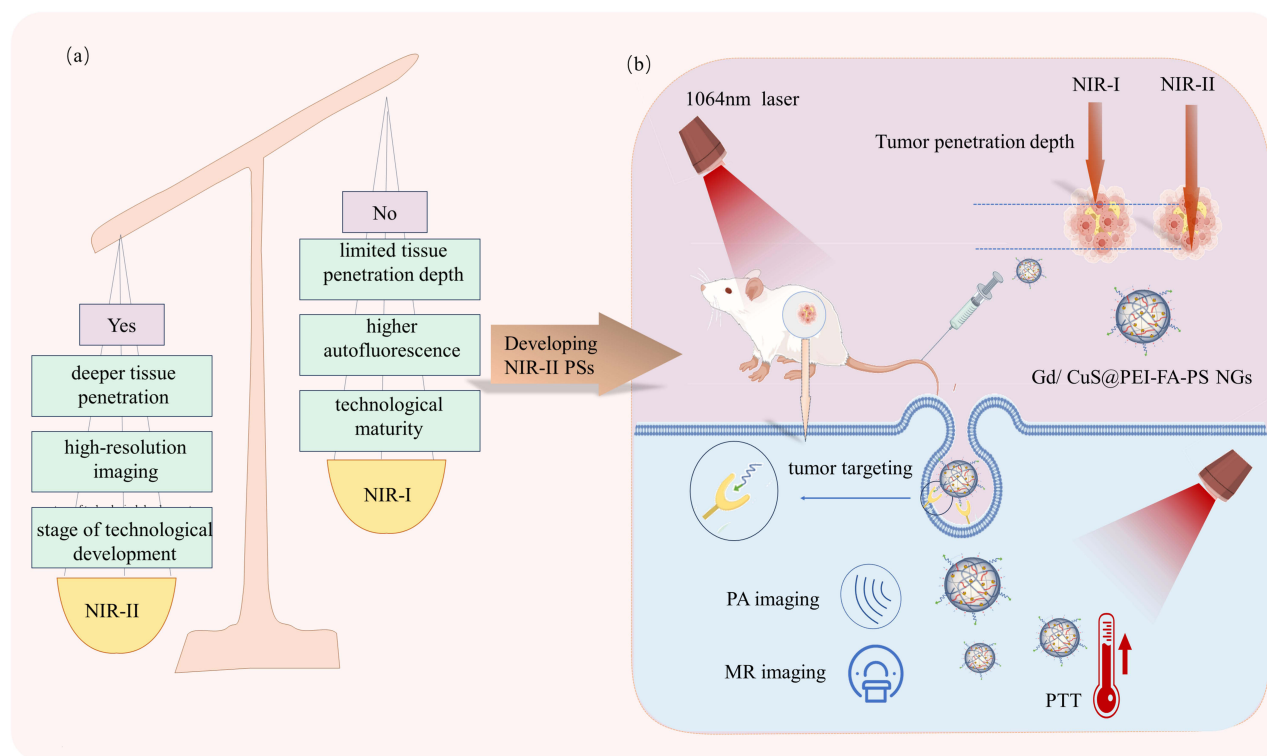 (a)
No
limited tissue
penetration depth
higher
autofluorescence
technological
maturity
NIR-I
Yes
deeper tissue
penetration
high-resolution
imaging
stage of technological
development
NIR-II
Developing
NIR-II PSs
(b)
1064nm laser
NIR-I
NIR-II
Tumor penetration depth
Gd/ CuS@PEI-FA-PS NGs
tumor targeting
PA imaging
MR imaging
PTT